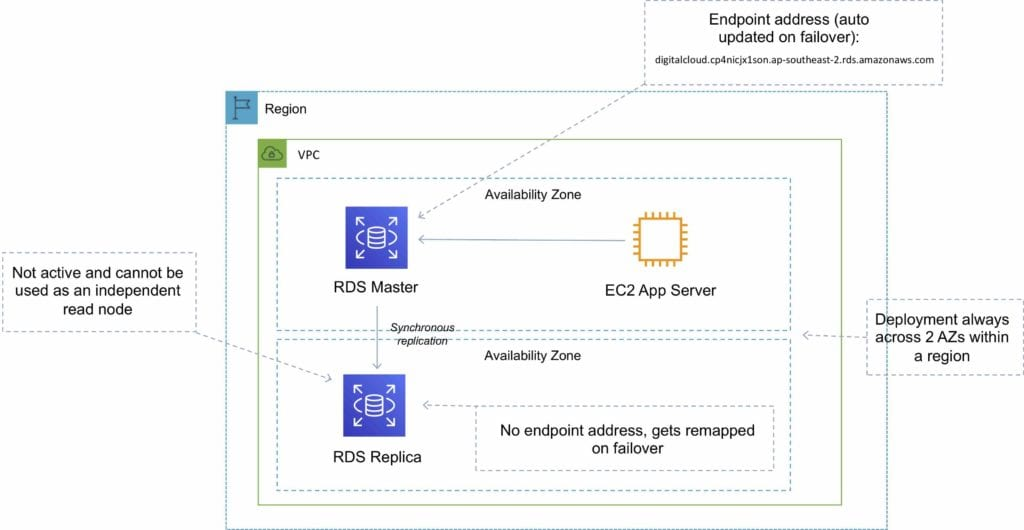 Endpoint address (auto
updated on failover):
digitalcloud.cp4nicjx1son.ap-southeast-2.rds.amazonaws.com
Region
VPC
Availability Zone
RDS Master
EC2 App Server
Not active and cannot be
used as an independent
read node
Synchronous
replication
Deployment always
across 2 AZs within
a region
Availability Zone
RDS Replica
No endpoint address, gets remapped
on failover